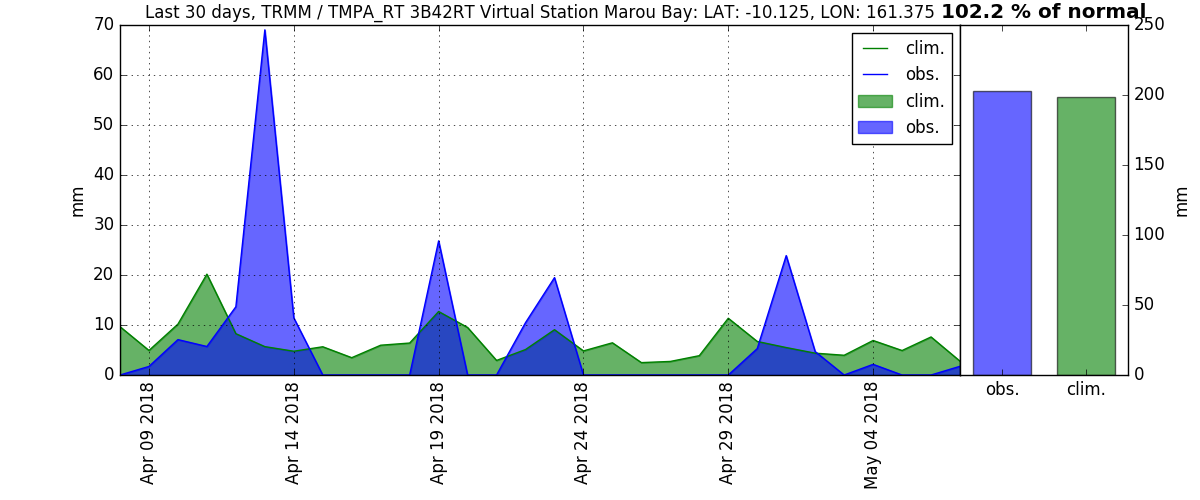 Last 30 days, TRMM / TMPA_RT 3B42RT Virtual Station Marou Bay: LAT: -10.125, LON: 161.375 102.2 % of normal
70
60
50
40
30
20
10
0
mm
clim.
obs.
clim.
obs.
250
200
150
100
50
0
mm
obs.
clim.
Apr 09 2018
Apr 14 2018
Apr 19 2018
Apr 24 2018
Apr 29 2018
May 04 2018